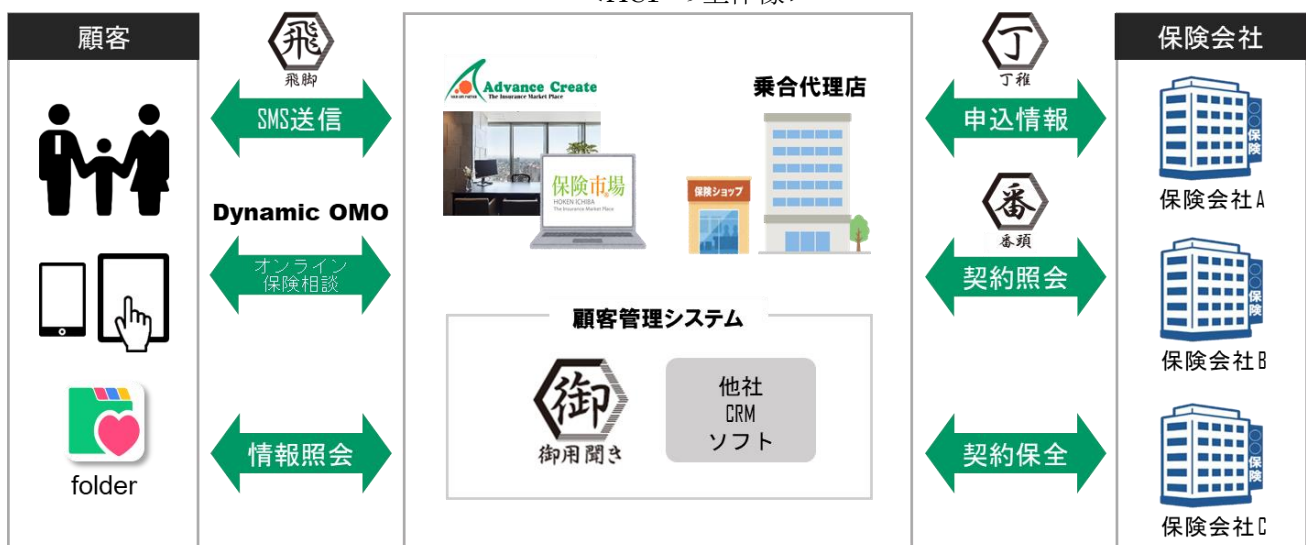 顧客
飛
飛脚
SMS送信
Dynamic OMO
オンライン
保険相談
情報照会
folder
Advance Create
The Insurance Market Place
保険市場
HOKEN ICHIBA
The Insurance Market Place
乗合代理店
保険ショップ
顧客管理システム
御
御用聞き
他社
CRM
ソフト
丁
丁稚
申込情報
番
番頭
契約照会
契約保全
保険会社
〇〇保険
保険会社A
〇〇保険
保険会社B
〇〇保険
保険会社C